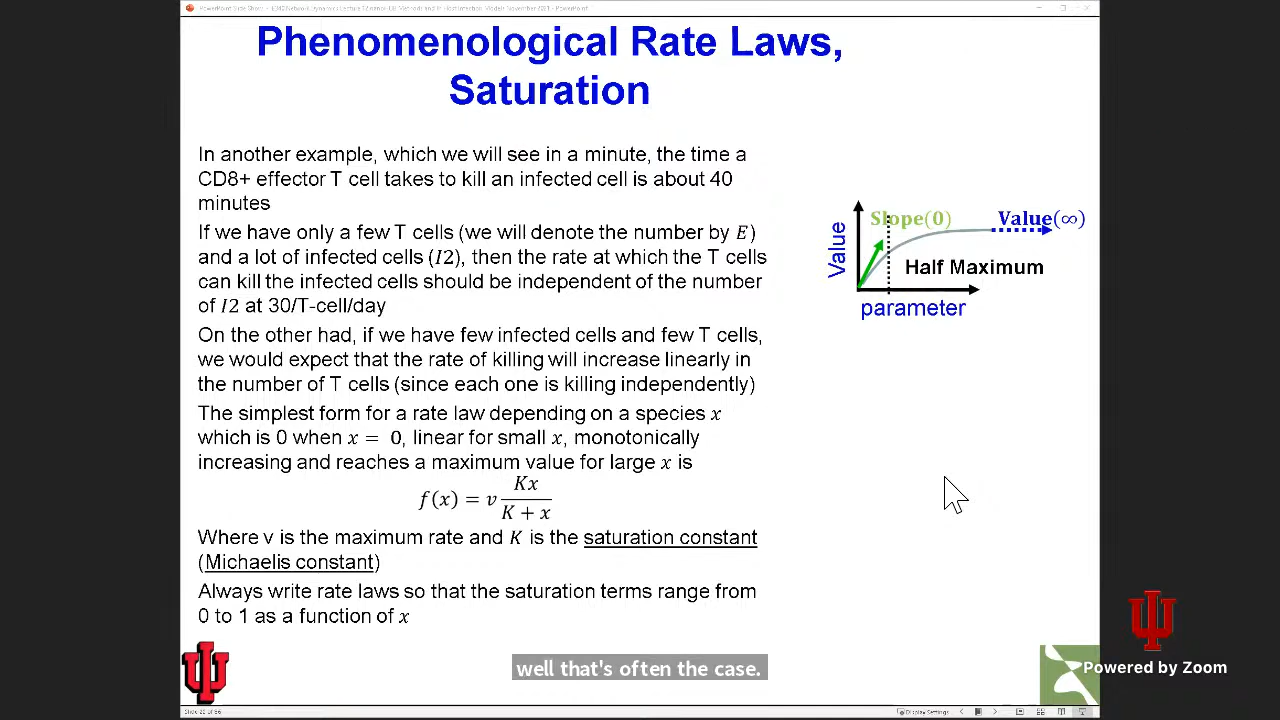 Phenomenological Rate Laws,
Saturation
In another example, which we will see in a minute, the time a
CD8+ effector T cell takes to kill an infected cell is about 40
minutes
If we have only a few T cells (we will denote the number by E)
and a lot of infected cells (I2), then the rate at which the T cells
can kill the infected cells should be independent of the number
of I2 at 30/T-cell/day
On the other had, if we have few infected cells and few T cells,
we would expect that the rate of killing will increase linearly in
the number of T cells (since each one is killing independently)
The simplest form for a rate law depending on a species x
which is 0 when x = 0, linear for small x, monotonically
increasing and reaches a maximum value for large x is
f(x) = v Kx / K + x
Where v is the maximum rate and K is the saturation constant
(Michaelis constant)
Always write rate laws so that the saturation terms range from
0 to 1 as a function of x
Slope(0)
Value(∞)
Value
Half Maximum
parameter
well that's often the case.
Powered by Zoom
Display Settings